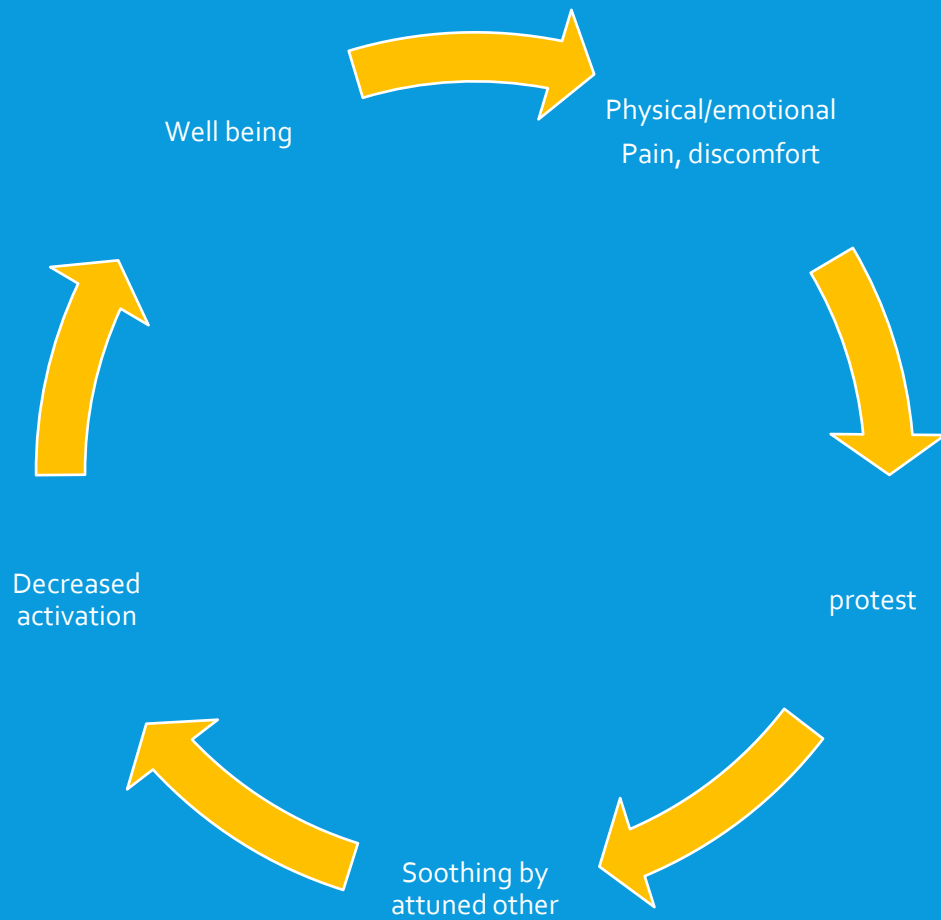 Well being
Physical/emotional
Pain, discomfort
protest
Soothing by
attuned other
Decreased
activation